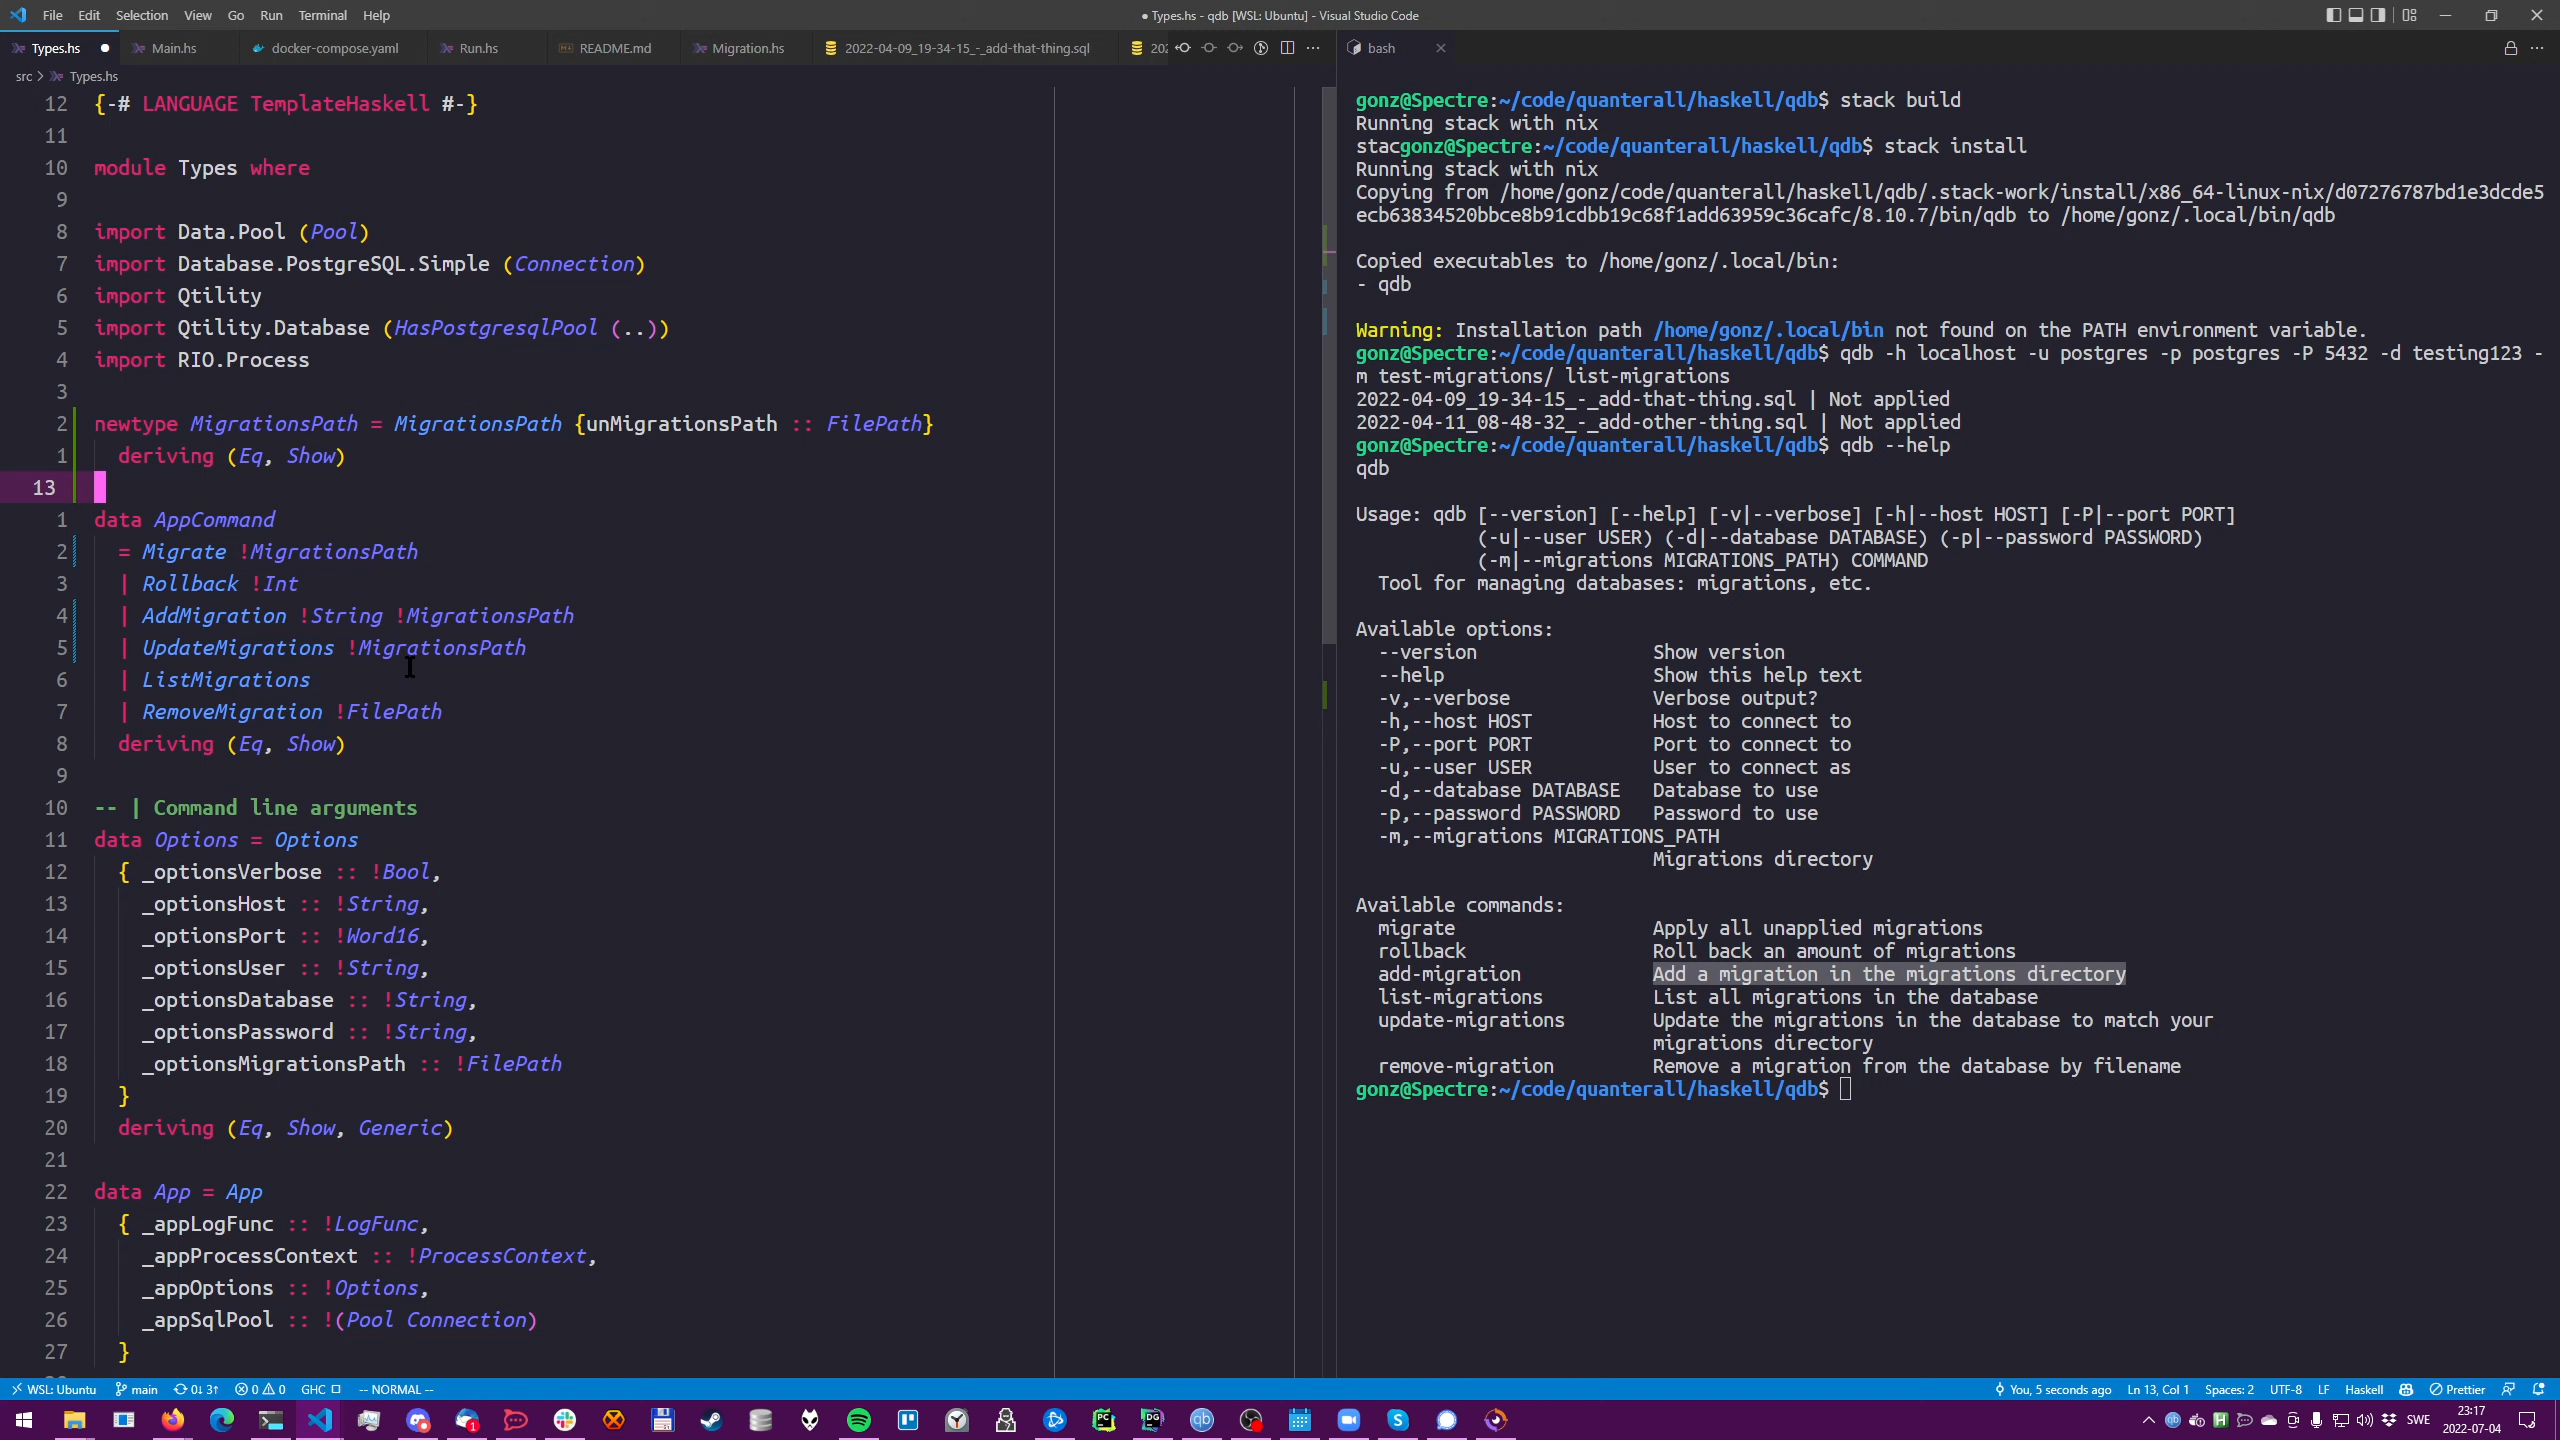 File Edit Selection View Go Run Terminal Help
● Types.hs - qdb [WSL: Ubuntu] - Visual Studio Code
Types.hs Main.hs docker-compose.yaml Run.hs README.md Migration.hs 2022-04-09_19-34-15_-_add-that-thing.sql 202
bash
src > Types.hs
12 {-# LANGUAGE TemplateHaskell #-}
11
10 module Types where
9
8 import Data.Pool (Pool)
7 import Database.PostgreSQL.Simple (Connection)
6 import Qtility
5 import Qtility.Database (HasPostgresqlPool (..))
4 import RIO.Process
3
2 newtype MigrationsPath = MigrationsPath {unMigrationsPath :: FilePath}
1 deriving (Eq, Show)
13
1 data AppCommand
2 = Migrate !MigrationsPath
3 | Rollback !Int
4 | AddMigration !String !MigrationsPath
5 | UpdateMigrations !MigrationsPath
6 | ListMigrations
7 | RemoveMigration !FilePath
8 deriving (Eq, Show)
9
10 -- | Command line arguments
11 data Options = Options
12 { _optionsVerbose :: !Bool,
13 _optionsHost :: !String,
14 _optionsPort :: !Word16,
15 _optionsUser :: !String,
16 _optionsDatabase :: !String,
17 _optionsPassword :: !String,
18 _optionsMigrationsPath :: !FilePath
19 }
20 deriving (Eq, Show, Generic)
21
22 data App = App
23 { _appLogFunc :: !LogFunc,
24 _appProcessContext :: !ProcessContext,
25 _appOptions :: !Options,
26 _appSqlPool :: !(Pool Connection)
27 }
gonz@Spectre:~/code/quanterall/haskell/qdb$ stack build
Running stack with nix
stacgonz@Spectre:~/code/quanterall/haskell/qdb$ stack install
Running stack with nix
Copying from /home/gonz/code/quanterall/haskell/qdb/.stack-work/install/x86_64-linux-nix/d07276787bd1e3dcde5
ecb63834520bbce8b91cdbb19c68f1add63959c36cafc/8.10.7/bin/qdb to /home/gonz/.local/bin/qdb
Copied executables to /home/gonz/.local/bin:
- qdb
Warning: Installation path /home/gonz/.local/bin not found on the PATH environment variable.
gonz@Spectre:~/code/quanterall/haskell/qdb$ qdb -h localhost -u postgres -p postgres -P 5432 -d testing123 -
m test-migrations/ list-migrations
2022-04-09_19-34-15_-_add-that-thing.sql | Not applied
2022-04-11_08-48-32_-_add-other-thing.sql | Not applied
gonz@Spectre:~/code/quanterall/haskell/qdb$ qdb --help
qdb
Usage: qdb [--version] [--help] [-v|--verbose] [-h|--host HOST] [-P|--port PORT]
(-u|--user USER) (-d|--database DATABASE) (-p|--password PASSWORD)
(-m|--migrations MIGRATIONS_PATH) COMMAND
Tool for managing databases: migrations, etc.
Available options:
--version Show version
--help Show this help text
-v,--verbose Verbose output?
-h,--host HOST Host to connect to
-P,--port PORT Port to connect to
-u,--user USER User to connect as
-d,--database DATABASE Database to use
-p,--password PASSWORD Password to use
-m,--migrations MIGRATIONS_PATH
Migrations directory
Available commands:
migrate Apply all unapplied migrations
rollback Roll back an amount of migrations
add-migration Add a migration in the migrations directory
list-migrations List all migrations in the database
update-migrations Update the migrations in the database to match your
migrations directory
remove-migration Remove a migration from the database by filename
gonz@Spectre:~/code/quanterall/haskell/qdb$
WSL: Ubuntu main 0↓ 3↑ 0 0 GHC -- NORMAL -- You, 5 seconds ago Ln 13, Col 1 Spaces: 2 UTF-8 LF Haskell Prettier
SWE 23:17
2022-07-04